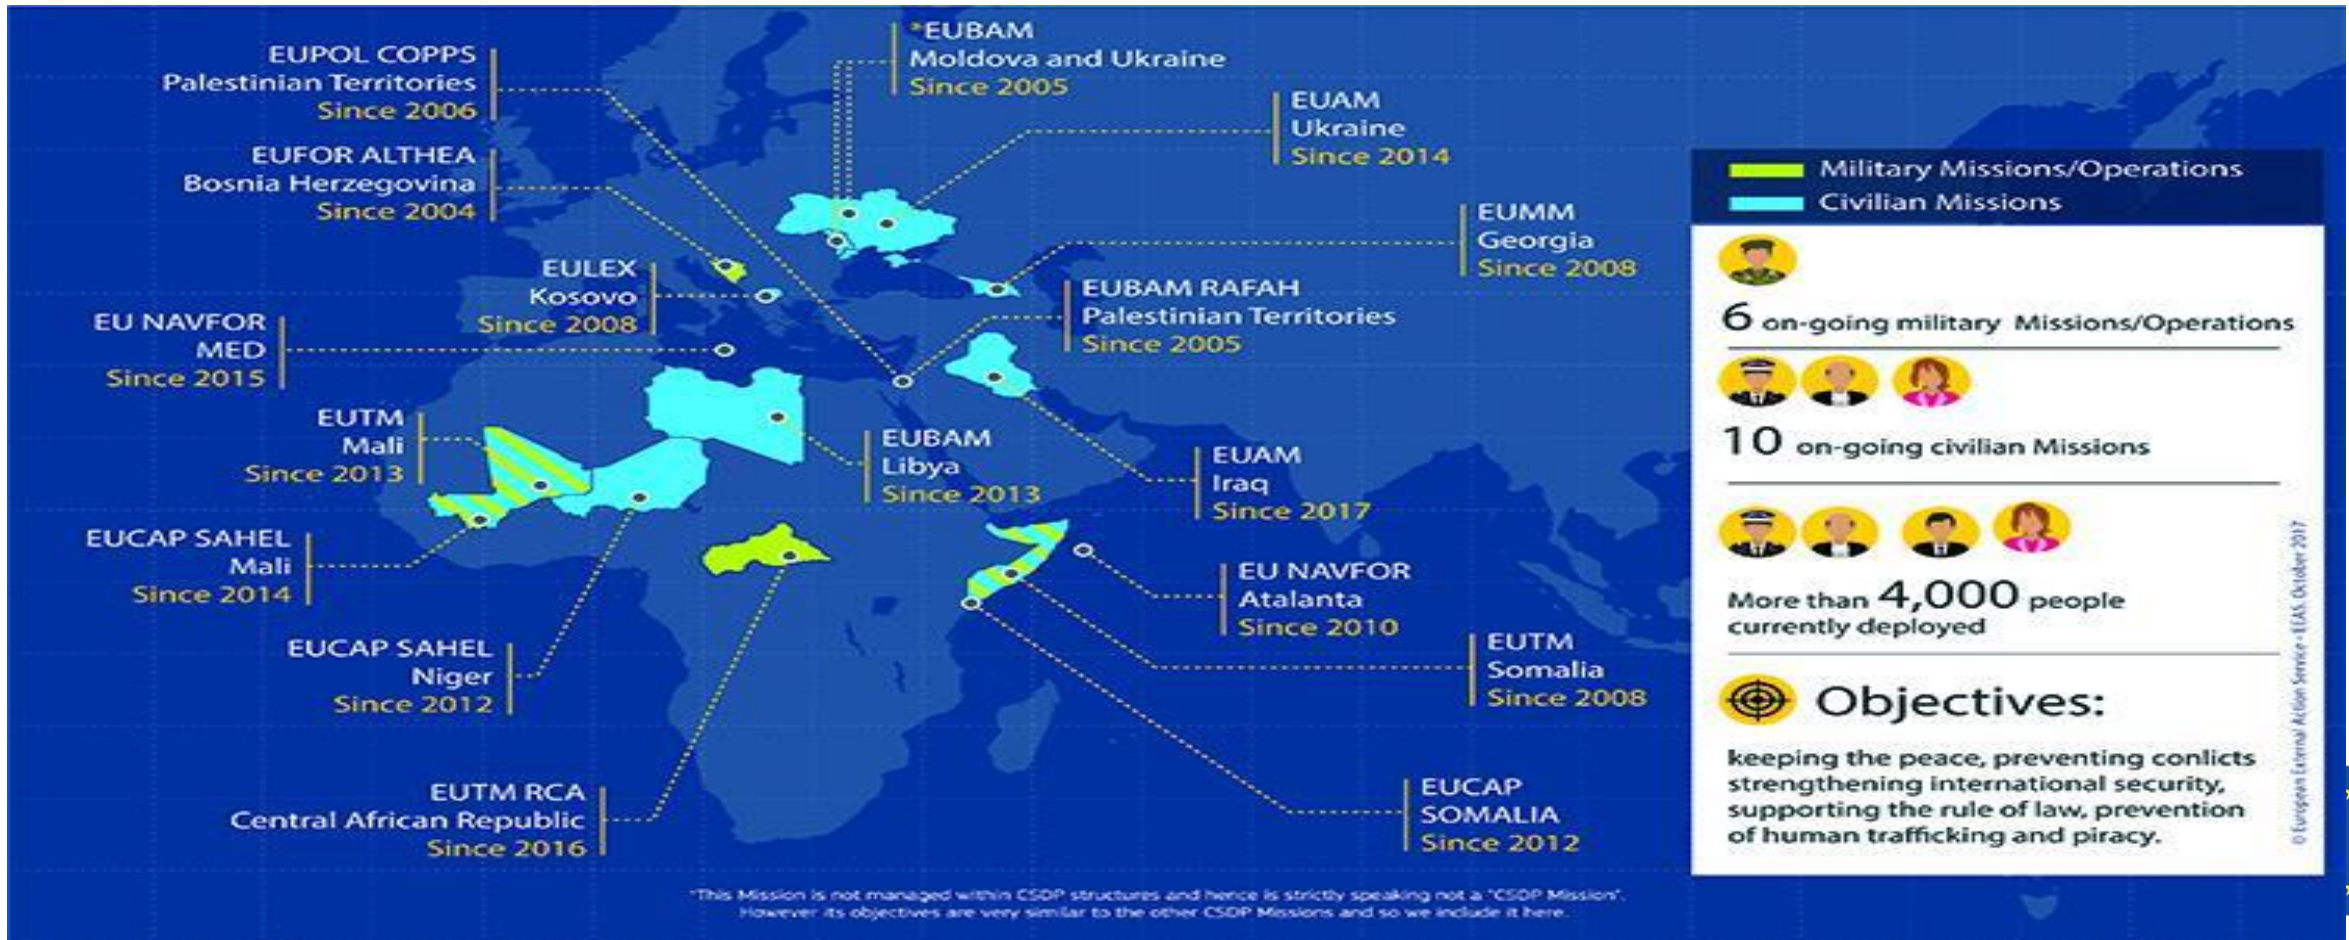 *EUBAM
Moldova and Ukraine
Since 2005
EUPOL COPPS
Palestinian Territories
Since 2006
EUAM
Ukraine
Since 2014
EUFOR ALTHEA
Bosnia Herzegovina
Since 2004
EUMM
Georgia
Since 2008
EULEX
Kosovo
Since 2008
EUBAM RAFAH
Palestinian Territories
Since 2005
EU NAVFOR
MED
Since 2015
EUTM
Mali
Since 2013
EUBAM
Libya
Since 2013
EUAM
Iraq
Since 2017
EUCAP SAHEL
Mali
Since 2014
EU NAVFOR
Atalanta
Since 2010
EUCAP SAHEL
Niger
Since 2012
EUTM
Somalia
Since 2008
EUTM RCA
Central African Republic
Since 2016
EUCAP
SOMALIA
Since 2012
*This Mission is not managed within CSDP structures and hence is strictly speaking not a "CSDP Mission".
However its objectives are very similar to the other CSDP Missions and so we include it here.
Military Missions/Operations
Civilian Missions
6 on-going military Missions/Operations
10 on-going civilian Missions
More than 4,000 people
currently deployed
Objectives:
keeping the peace, preventing conlicts
strengthening international security,
supporting the rule of law, prevention
of human trafficking and piracy.
© European External Action Service - EEAS, October 2017